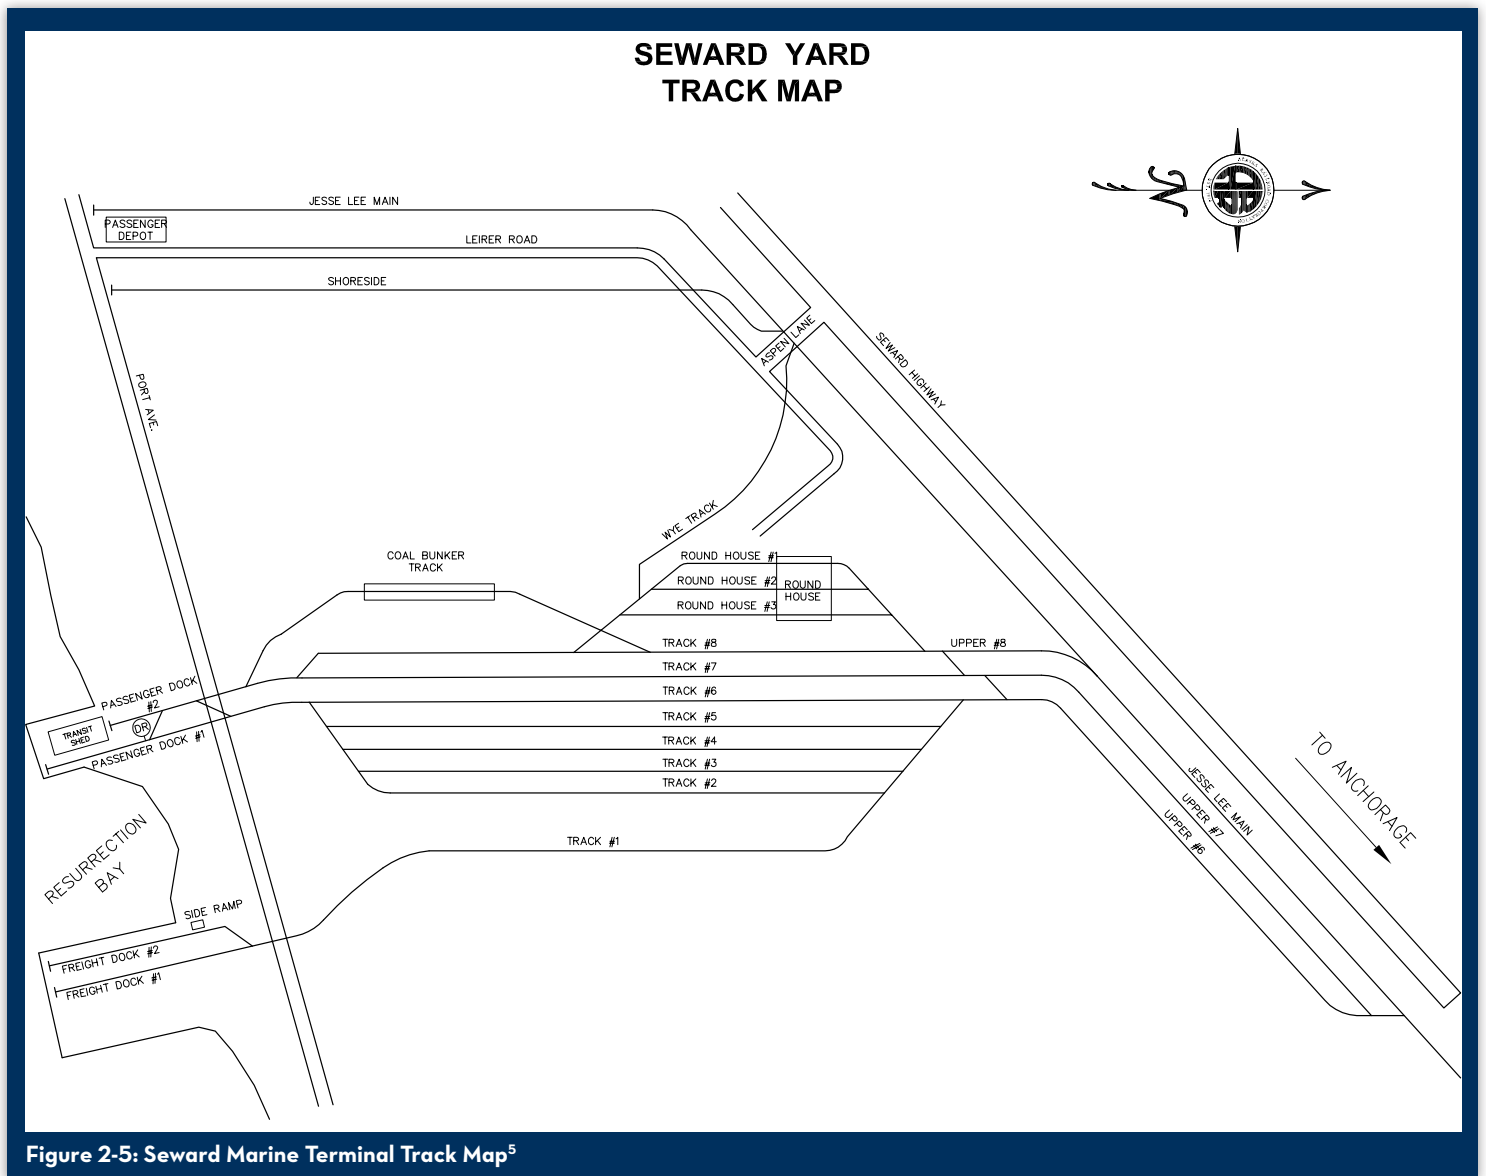 SEWARD YARD
TRACK MAP
JESSE LEE MAIN
PASSENGER
DEPOT
LEIRER ROAD
SHORESIDE
ASPEN LANE
SEWARD HIGHWAY
PORT AVE.
WYE TRACK
COAL BUNKER
TRACK
ROUND HOUSE #1
ROUND HOUSE #2
ROUND HOUSE #3
ROUND
HOUSE
TRACK #8
UPPER #8
TRACK #7
TRACK #6
TRACK #5
TRACK #4
TRACK #3
TRACK #2
TRACK #1
PASSENGER DOCK
#2
TRANSIT
SHED
DR
PASSENGER DOCK #1
RESURRECTION
BAY
SIDE RAMP
FREIGHT DOCK #2
FREIGHT DOCK #1
JESSE LEE MAIN
UPPER #7
UPPER #6
TO ANCHORAGE
N
Figure 2-5: Seward Marine Terminal Track Map5